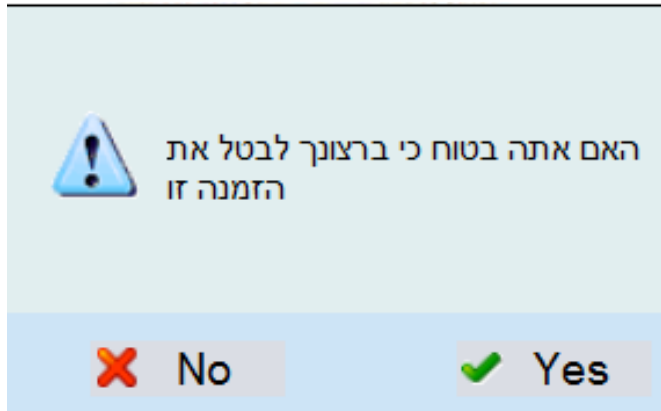 האם אתה בטוח כי ברצונך לבטל את
הזמנה זו
No
Yes